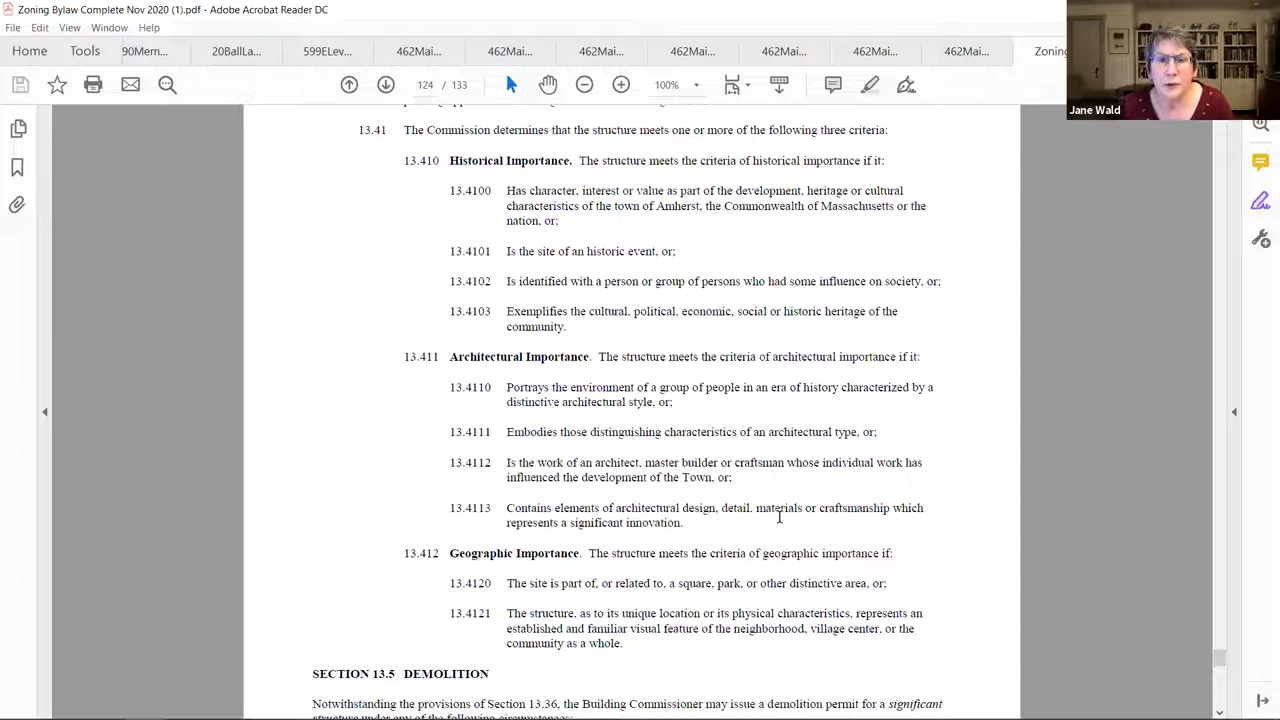 Zoning Bylaw Complete Nov 2020 (1).pdf - Adobe Acrobat Reader DC
File Edit View Window Help
Home Tools 90Mem... 20BallLa... 599ELev... 462Mai... 462Mai... 462Mai... 462Mai... 462Mai... 462Mai... 462Mai... Zoning
124 / 133 100%
Jane Wald
13.41 The Commission determines that the structure meets one or more of the following three criteria:
13.410 Historical Importance. The structure meets the criteria of historical importance if it:
13.4100 Has character, interest or value as part of the development, heritage or cultural
characteristics of the town of Amherst, the Commonwealth of Massachusetts or the
nation, or;
13.4101 Is the site of an historic event, or;
13.4102 Is identified with a person or group of persons who had some influence on society, or;
13.4103 Exemplifies the cultural, political, economic, social or historic heritage of the
community.
13.411 Architectural Importance. The structure meets the criteria of architectural importance if it:
13.4110 Portrays the environment of a group of people in an era of history characterized by a
distinctive architectural style, or;
13.4111 Embodies those distinguishing characteristics of an architectural type, or;
13.4112 Is the work of an architect, master builder or craftsman whose individual work has
influenced the development of the Town, or;
13.4113 Contains elements of architectural design, detail, materials or craftsmanship which
represents a significant innovation.
13.412 Geographic Importance. The structure meets the criteria of geographic importance if:
13.4120 The site is part of, or related to, a square, park, or other distinctive area, or;
13.4121 The structure, as to its unique location or its physical characteristics, represents an
established and familiar visual feature of the neighborhood, village center, or the
community as a whole.
SECTION 13.5 DEMOLITION
Notwithstanding the provisions of Section 13.36, the Building Commissioner may issue a demolition permit for a significant
structure under any of the following circumstances: